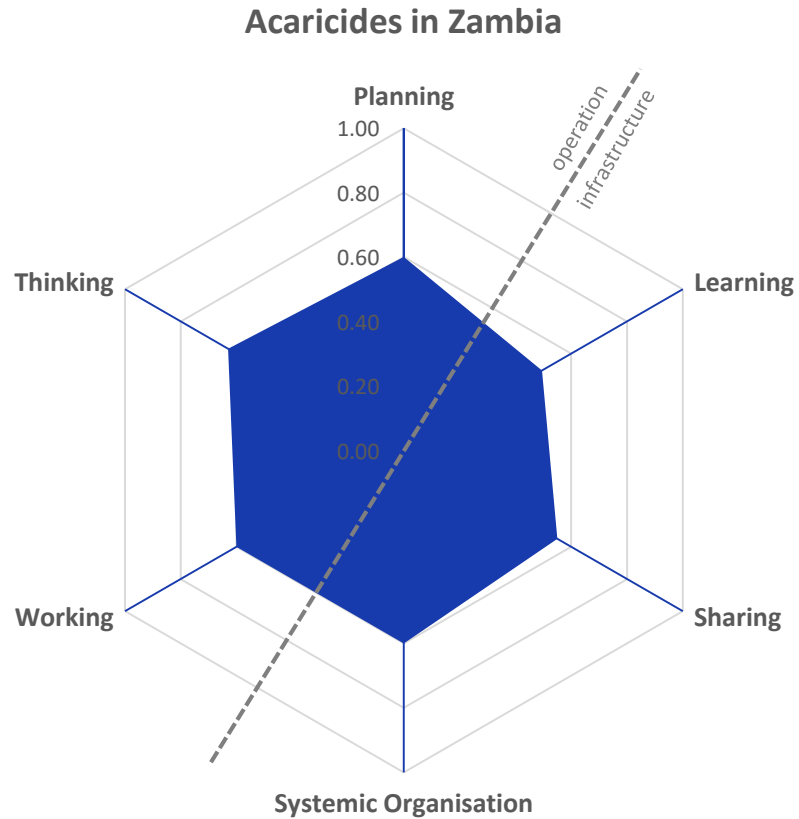 Acaricides in Zambia
Planning
operation
infrastructure
1.00
0.80
0.60
0.40
0.20
0.00
Thinking
Learning
Working
Sharing
Systemic Organisation